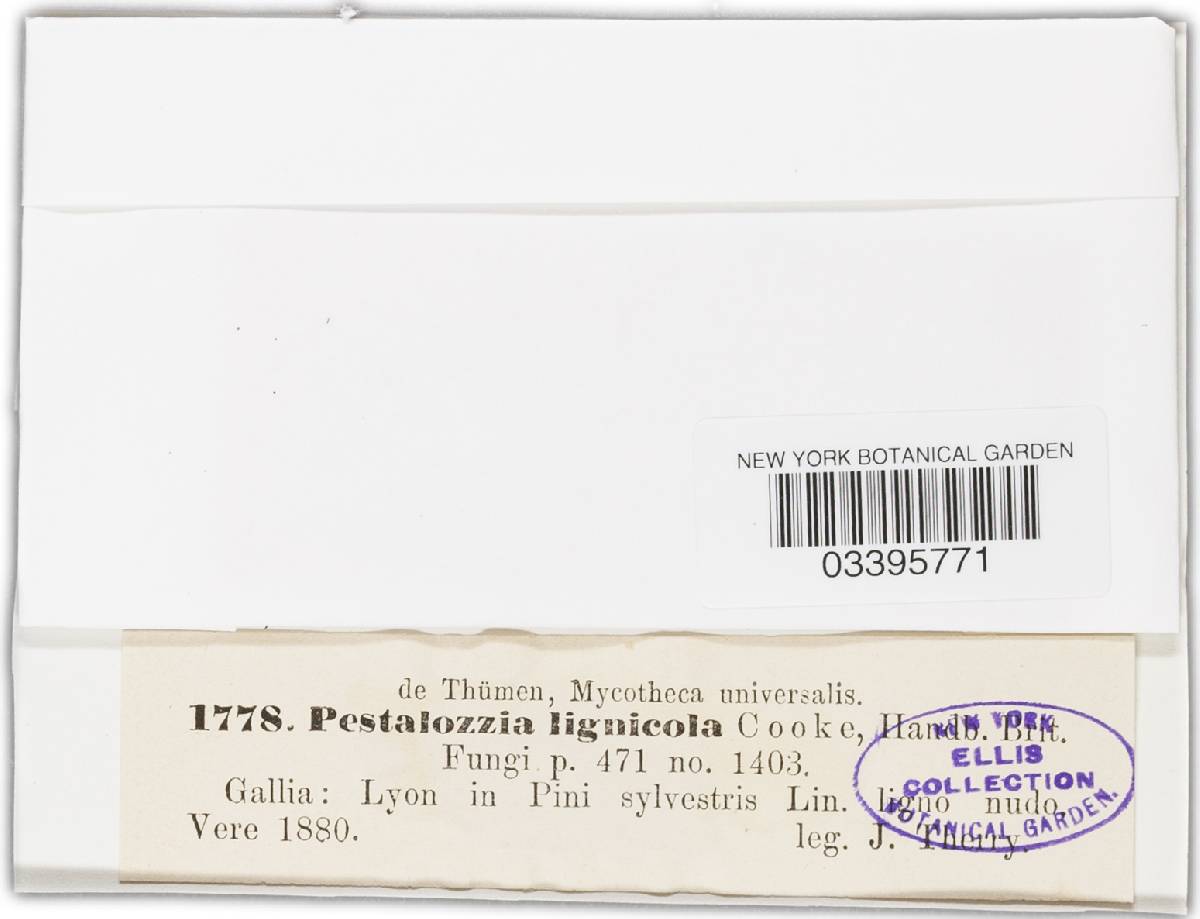 NEW YORK BOTANICAL GARDEN
03395771
de Thümen, Mycotheca universalis.
1778. Pestalozzia lignicola Cooke, Handb. Brit.
Fungi p. 471 no. 1403.
Gallia: Lyon in Pini sylvestris Lin. ligno nudo.
Vere 1880. leg. J. Therry.
NEW YORK
ELLIS
COLLECTION
BOTANICAL GARDEN.